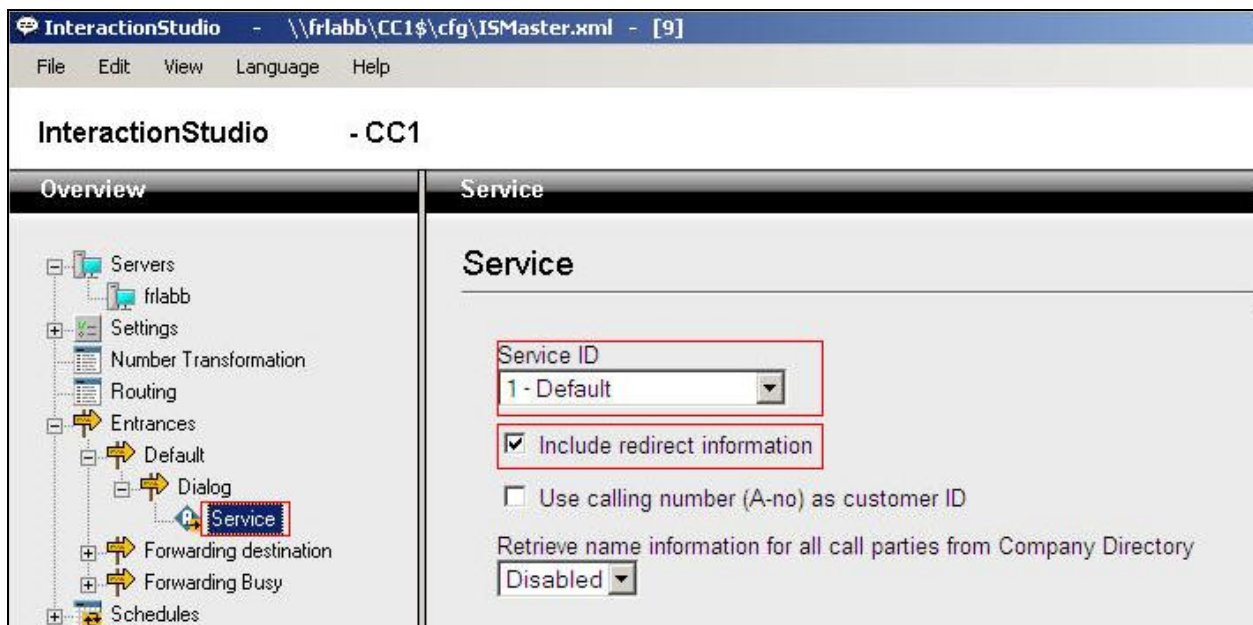 InteractionStudio - \\frlabb\CC1$\cfg\ISMaster.xml - [9]
File Edit View Language Help
InteractionStudio - CC1
Overview
Service
Servers
frlabb
Settings
Number Transformation
Routing
Entrances
Default
Dialog
Service
Forwarding destination
Forwarding Busy
Schedules
Service
Service ID
1 - Default
Include redirect information
Use calling number (A-no) as customer ID
Retrieve name information for all call parties from Company Directory
Disabled